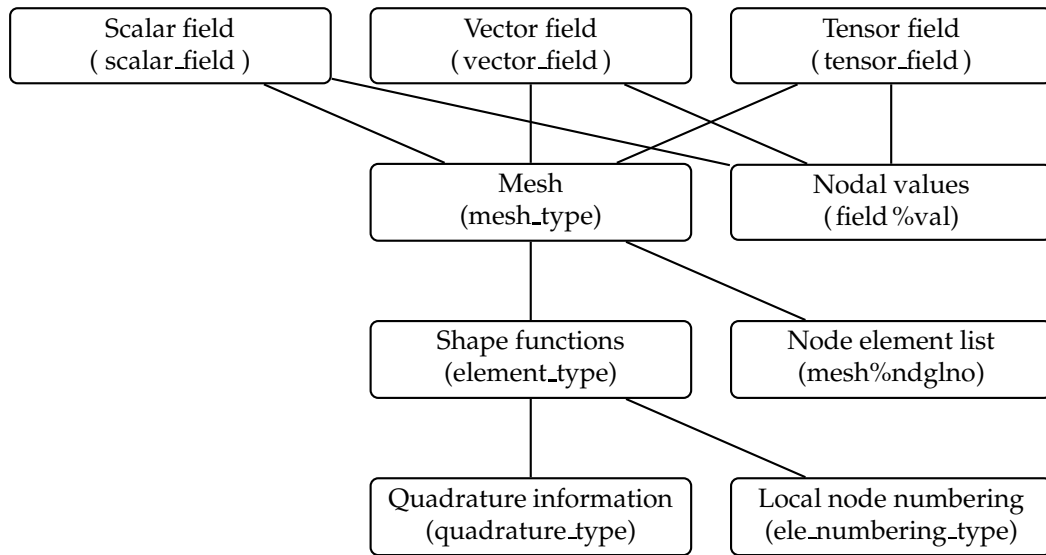 Scalar field
( scalar_field )
Vector field
(vector_field)
Tensor field
(tensor_field)
Mesh
(mesh_type)
Nodal values
(field %val)
Shape functions
(element_type)
Node element list
(mesh%ndglno)
Quadrature information
(quadrature_type)
Local node numbering
(ele_numbering_type)